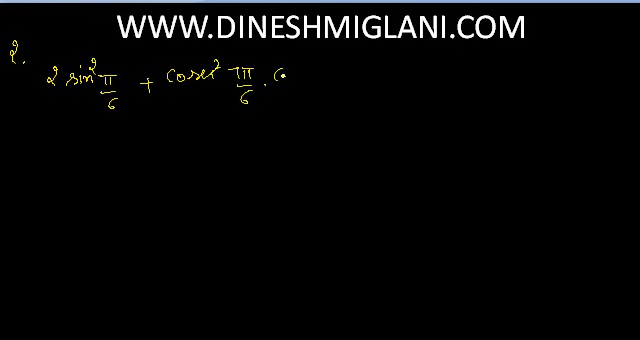 WWW.DINESHMIGLANI.COM
2.
2 sin² π/6 + cosec² 7π/6 . c